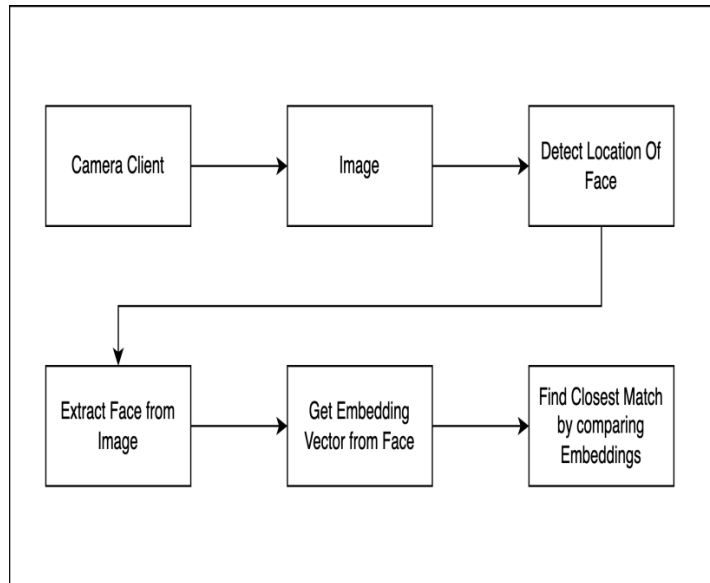 Camera Client
Image
Detect Location Of
Face
Extract Face from
Image
Get Embedding
Vector from Face
Find Closest Match
by comparing
Embeddings